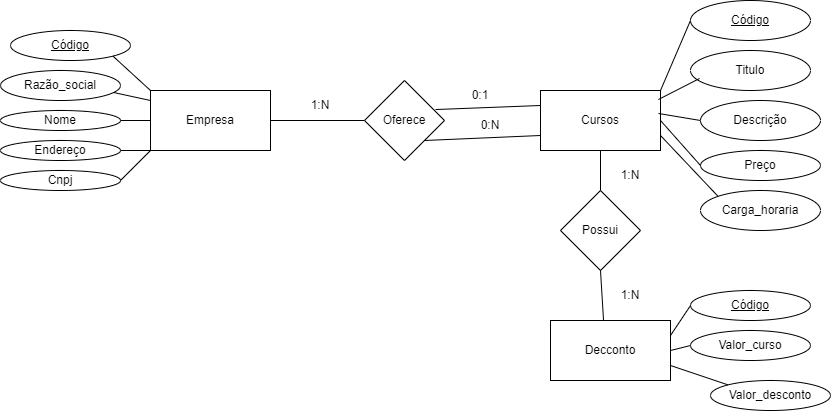 Código
Razão_social
Nome
Endereço
Cnpj
Empresa
1:N
Oferece
0:1
0:N
Cursos
Código
Titulo
Descrição
Preço
Carga_horaria
1:N
Possui
1:N
Decconto
Código
Valor_curso
Valor_desconto